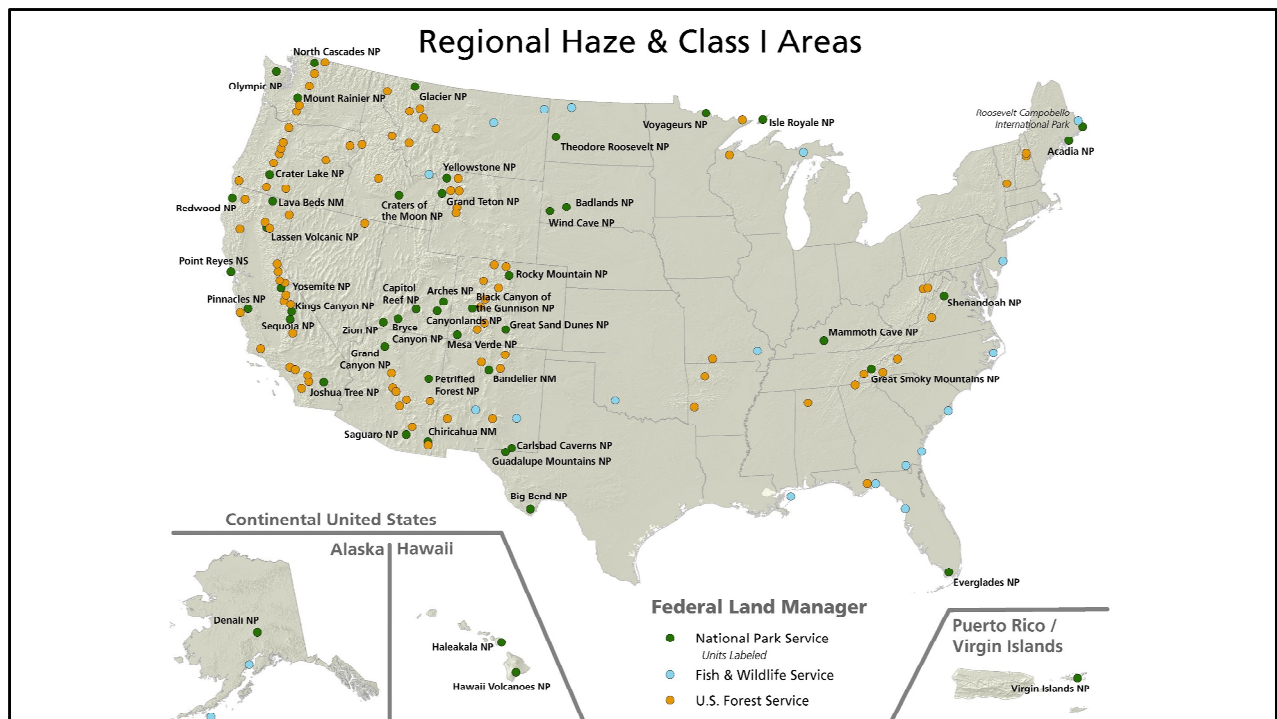 Regional Haze & Class I Areas
North Cascades NP
Olympic NP
Mount Rainier NP
Glacier NP
Voyageurs NP
Isle Royale NP
Roosevelt Campobello
International Park
Acadia NP
Theodore Roosevelt NP
Crater Lake NP
Yellowstone NP
Redwood NP
Lava Beds NM
Craters of
the Moon NP
Grand Teton NP
Badlands NP
Wind Cave NP
Lassen Volcanic NP
Point Reyes NS
Rocky Mountain NP
Yosemite NP
Capitol
Reef NP
Arches NP
Black Canyon of
the Gunnison NP
Pinnacles NP
Kings Canyon NP
Shenandoah NP
Sequoia NP
Zion NP
Bryce
Canyon NP
Canyonlands NP
Great Sand Dunes NP
Mammoth Cave NP
Mesa Verde NP
Grand
Canyon NP
Joshua Tree NP
Petrified
Forest NP
Bandelier NM
Great Smoky Mountains NP
Saguaro NP
Chiricahua NM
Carlsbad Caverns NP
Guadalupe Mountains NP
Big Bend NP
Everglades NP
Continental United States
Alaska
Hawaii
Denali NP
Haleakala NP
Hawaii Volcanoes NP
Federal Land Manager
National Park Service
Units Labeled
Fish & Wildlife Service
U.S. Forest Service
Puerto Rico /
Virgin Islands
Virgin Islands NP